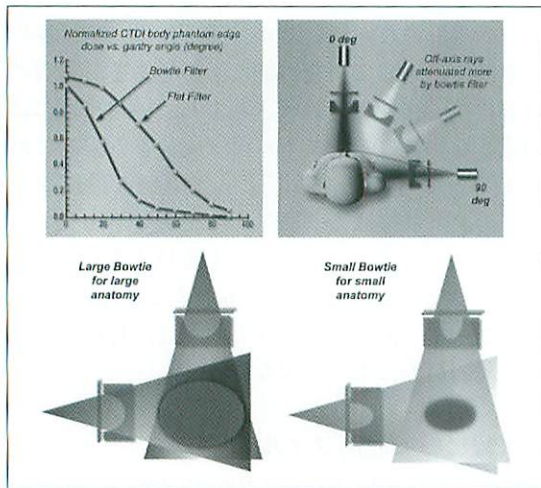 Normalized CTDI body phantom edge
dose vs. gantry angle (degree)
Bowtie Filter
Flat Filter
1.2
1.0
0.8
0.6
0.4
0.2
0.0
0
20
40
60
80
100
0 deg
Off-axis rays
attenuated more
by bowtie filter
90
deg
Large Bowtie
for large
anatomy
Small Bowtie
for small
anatomy